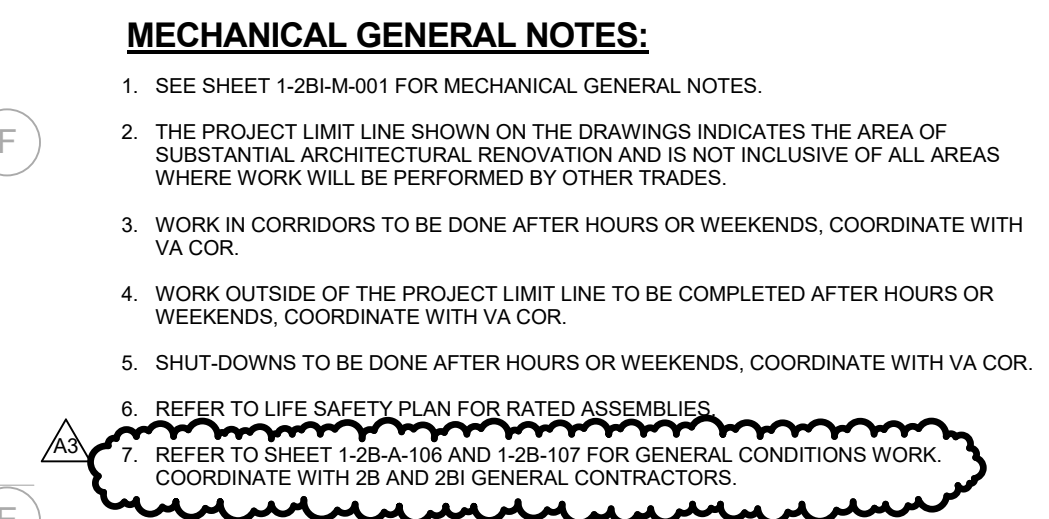 MECHANICAL GENERAL NOTES:
1. SEE SHEET 1-2BI-M-001 FOR MECHANICAL GENERAL NOTES.
F
2. THE PROJECT LIMIT LINE SHOWN ON THE DRAWINGS INDICATES THE AREA OF
SUBSTANTIAL ARCHITECTURAL RENOVATION AND IS NOT INCLUSIVE OF ALL AREAS
WHERE WORK WILL BE PERFORMED BY OTHER TRADES.
3. WORK IN CORRIDORS TO BE DONE AFTER HOURS OR WEEKENDS, COORDINATE WITH
VA COR.
4. WORK OUTSIDE OF THE PROJECT LIMIT LINE TO BE COMPLETED AFTER HOURS OR
WEEKENDS, COORDINATE WITH VA COR.
5. SHUT-DOWNS TO BE DONE AFTER HOURS OR WEEKENDS, COORDINATE WITH VA COR.
6. REFER TO LIFE SAFETY PLAN FOR RATED ASSEMBLIES.
A3
7. REFER TO SHEET 1-2B-A-106 AND 1-2B-107 FOR GENERAL CONDITIONS WORK.
COORDINATE WITH 2B AND 2BI GENERAL CONTRACTORS.